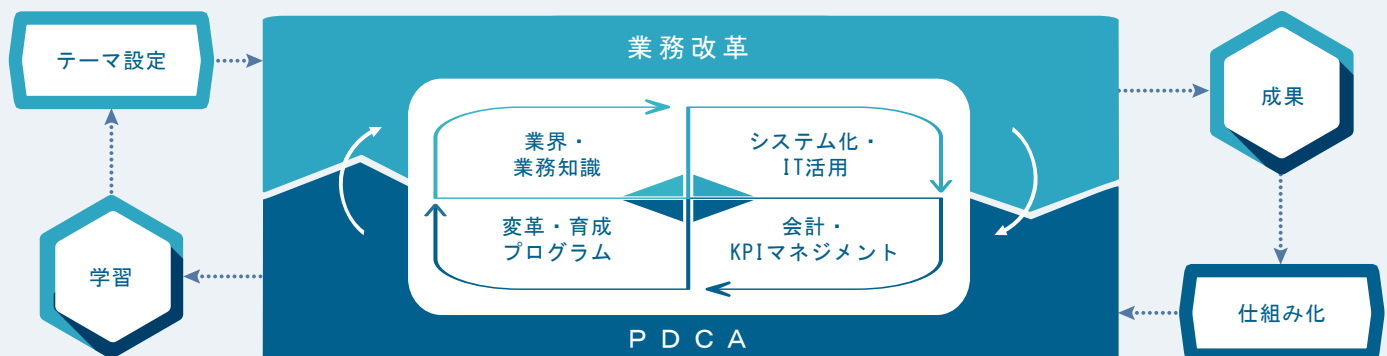 業務改革
テーマ設定
成果
業界・
業務知識
システム化・
IT活用
変革・育成
プログラム
会計・
KPIマネジメント
学習
仕組み化
PDCA